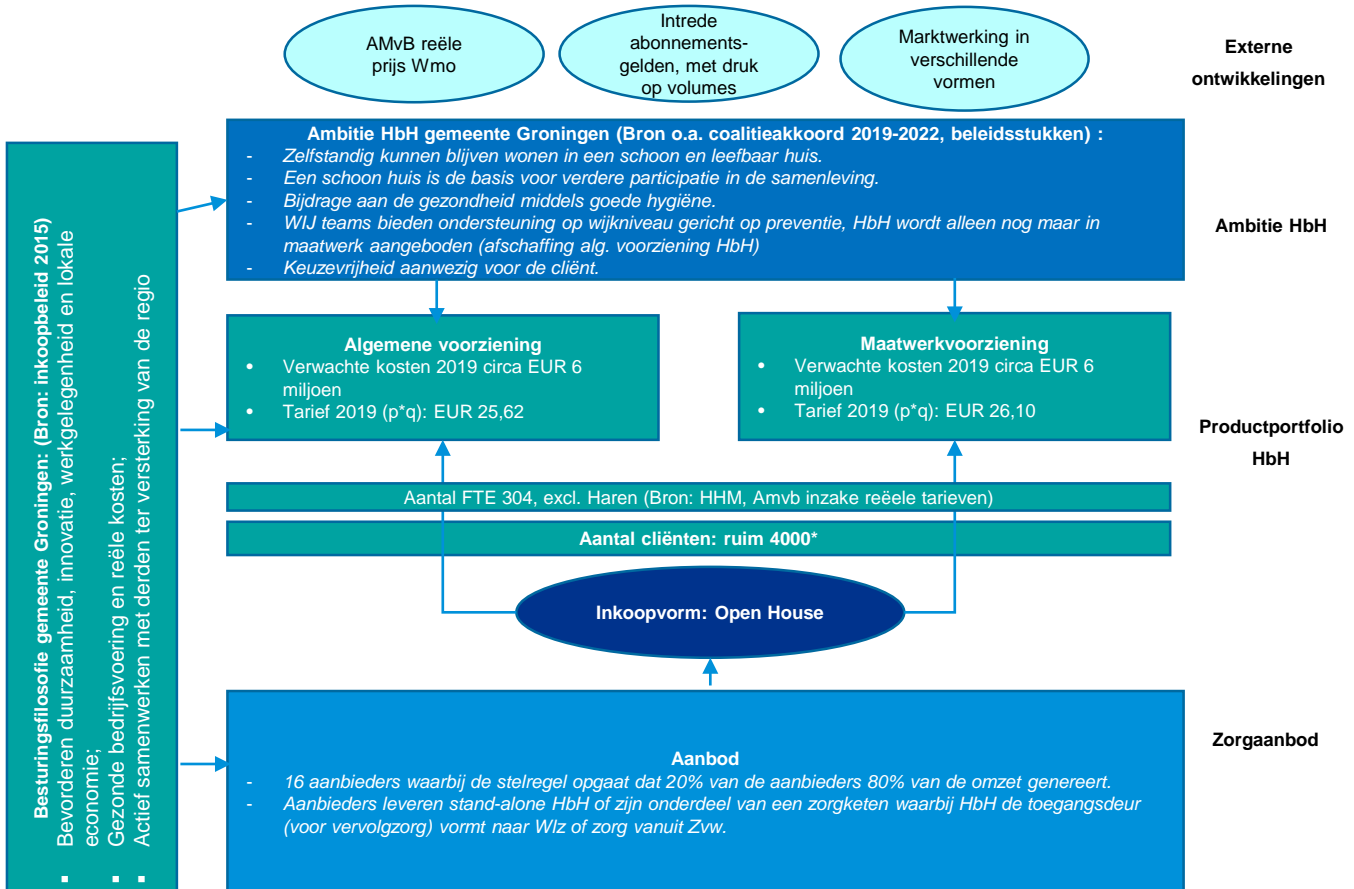 AMvB reële
prijs Wmo
Intrede
abonnements-
gelden, met druk
op volumes
Marktwerking in
verschillende
vormen
Externe
ontwikkelingen
Besturingsfilosofie gemeente Groningen: (Bron: inkoopbeleid 2015)
▪ Bevorderen duurzaamheid, innovatie, werkgelegenheid en lokale
economie;
▪ Gezonde bedrijfsvoering en reële kosten;
▪ Actief samenwerken met derden ter versterking van de regio
Ambitie HbH gemeente Groningen (Bron o.a. coalitieakkoord 2019-2022, beleidsstukken) :
- Zelfstandig kunnen blijven wonen in een schoon en leefbaar huis.
- Een schoon huis is de basis voor verdere participatie in de samenleving.
- Bijdrage aan de gezondheid middels goede hygiëne.
- WIJ teams bieden ondersteuning op wijkniveau gericht op preventie, HbH wordt alleen nog maar in
maatwerk aangeboden (afschaffing alg. voorziening HbH)
- Keuzevrijheid aanwezig voor de cliënt.
Ambitie HbH
Algemene voorziening
• Verwachte kosten 2019 circa EUR 6
miljoen
• Tarief 2019 (p*q): EUR 25,62
Maatwerkvoorziening
• Verwachte kosten 2019 circa EUR 6
miljoen
• Tarief 2019 (p*q): EUR 26,10
Productportfolio
HbH
Aantal FTE 304, excl. Haren (Bron: HHM, Amvb inzake reëele tarieven)
Aantal cliënten: ruim 4000*
Inkoopvorm: Open House
Aanbod
- 16 aanbieders waarbij de stelregel opgaat dat 20% van de aanbieders 80% van de omzet genereert.
- Aanbieders leveren stand-alone HbH of zijn onderdeel van een zorgketen waarbij HbH de toegangsdeur
(voor vervolgzorg) vormt naar Wlz of zorg vanuit Zvw.
Zorgaanbod